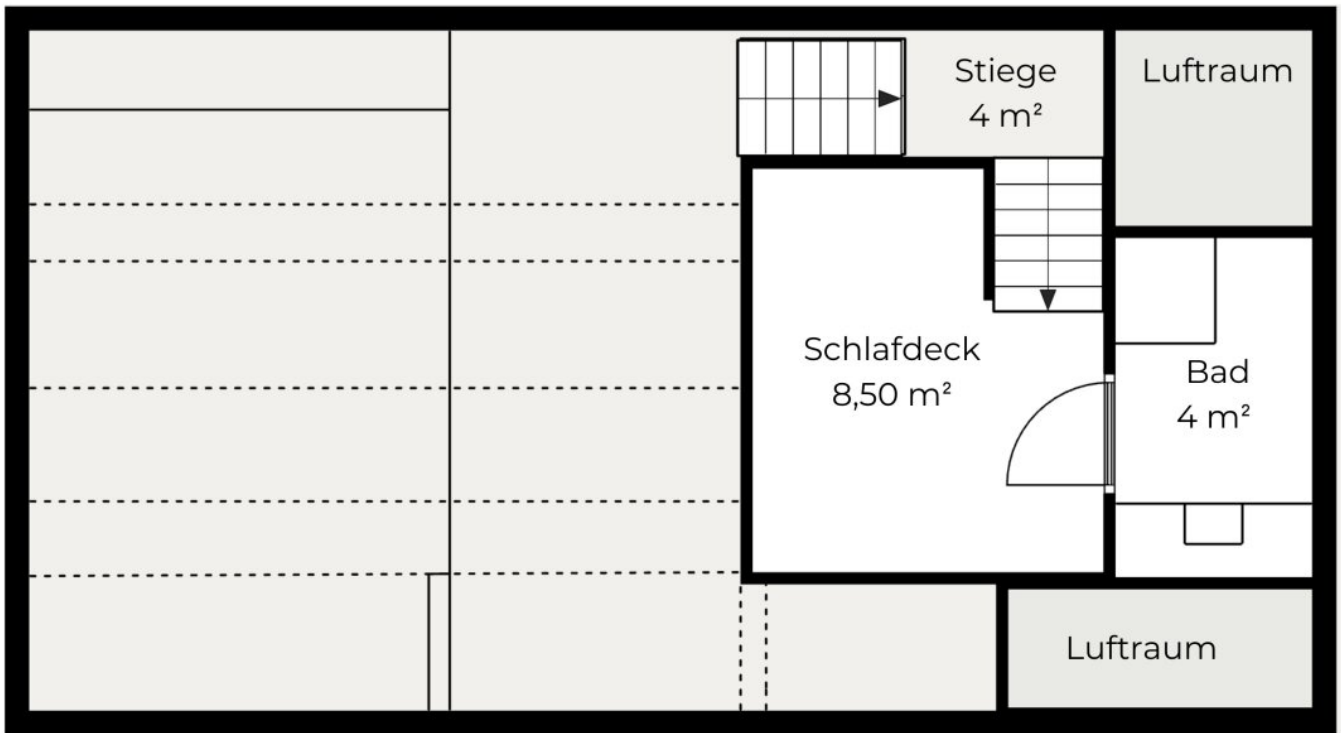 Stiege
4 m²
Luftraum
Schlafdeck
8,50 m²
Bad
4 m²
Luftraum